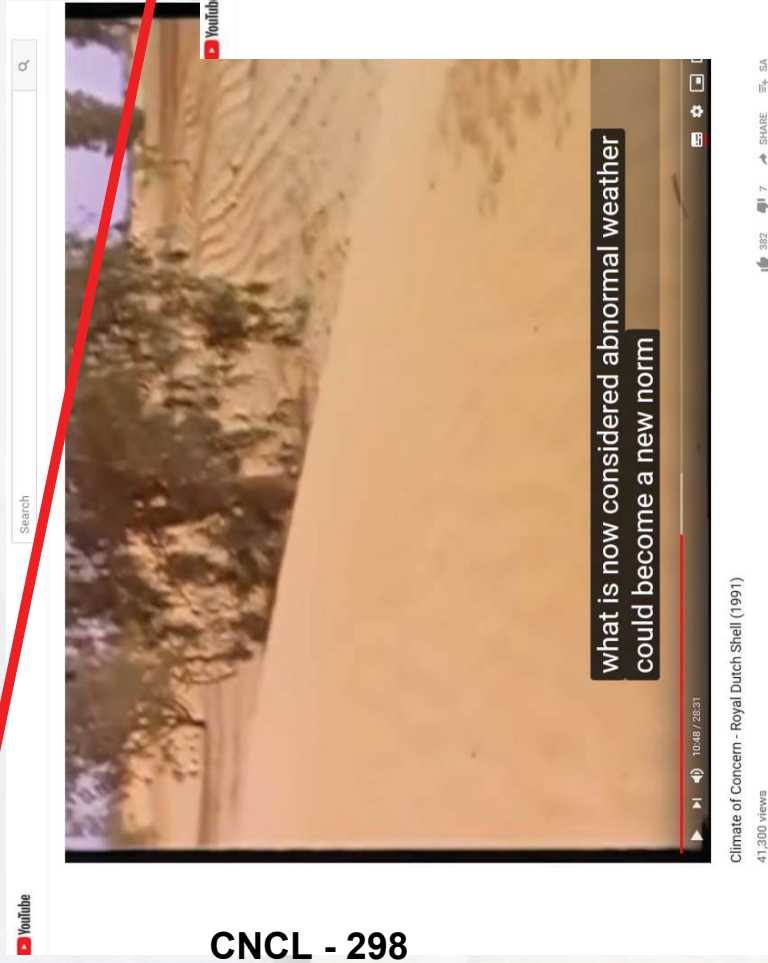 YouTube
Search
YouTube
what is now considered abnormal weather
could become a new norm
10:48 / 28:31
Climate of Concern - Royal Dutch Shell (1991)
41,300 views
382
7
SHARE
SA
CNCL - 298